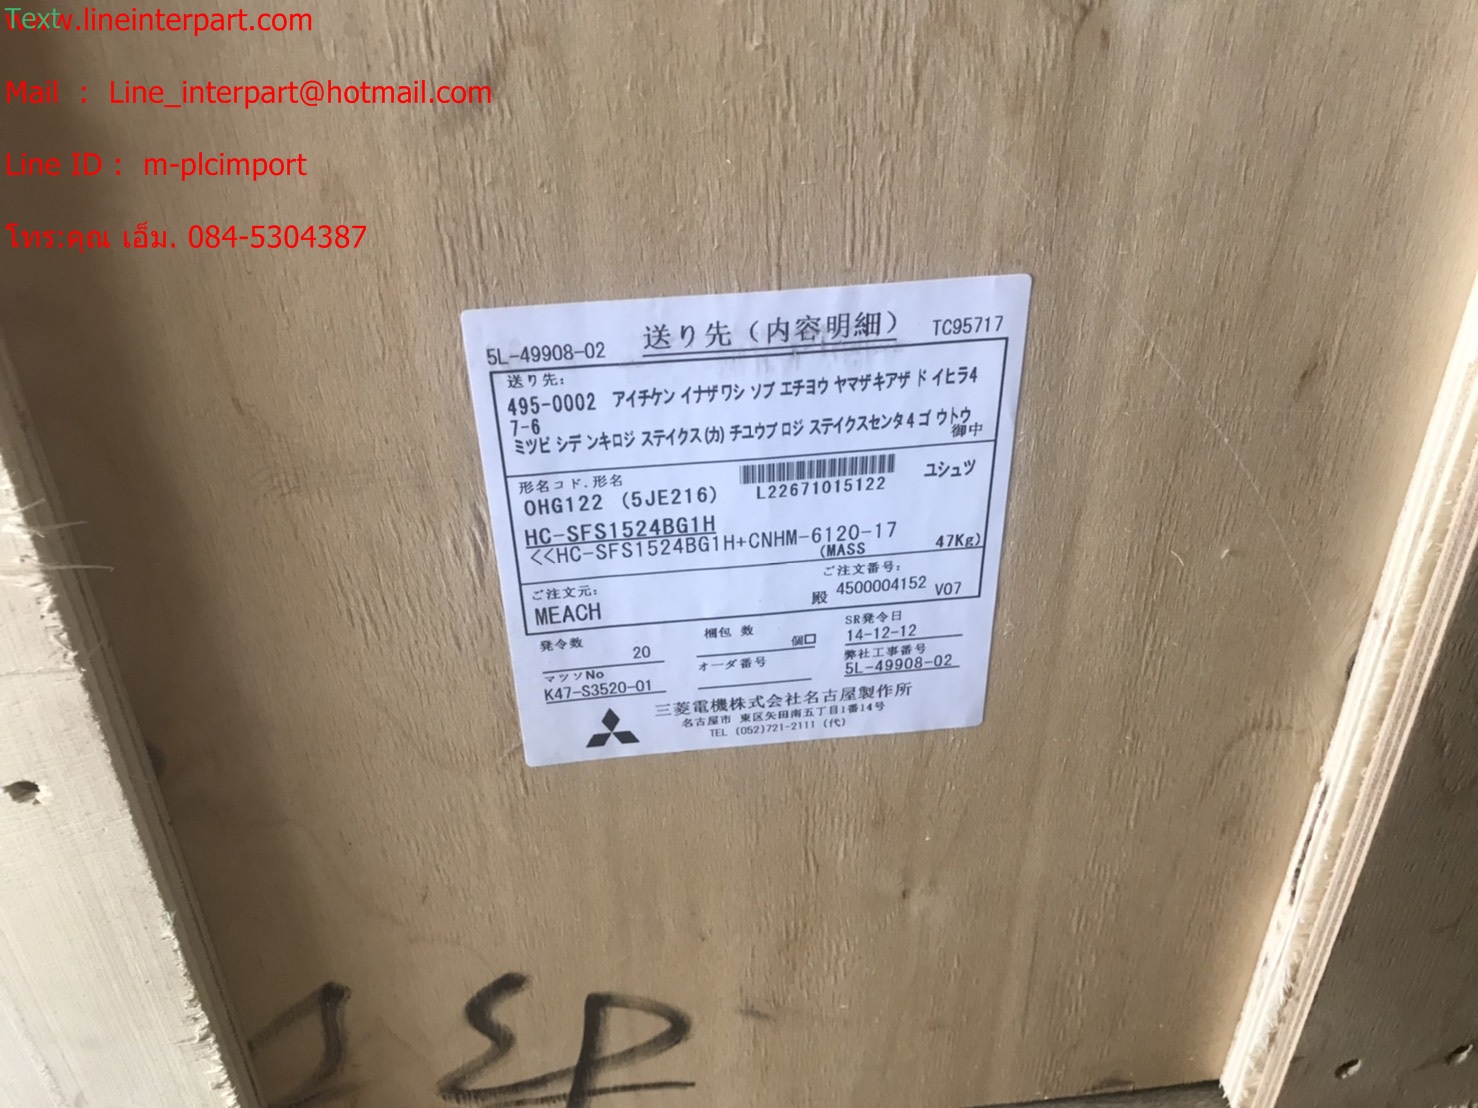 www.lineinterpart.com
Text
Mail : Line_interpart@hotmail.com
Line ID : m-plcimport
โทร:คุณ เอ็ม. 084-5304387
5L-49908-02 送り先（内容明細） TC95717
送り先:
495-0002 アイチケン イナザワシ ソブ エチヨウ ヤマザキアザ ド イヒラ4
7-6
ミツビ シデ ンキロジ ステイクス(カ) チユウブ ロジ ステイクスセンタ4ゴ ウトウ
御中
形名コド.形名
OHG122 (5JE216) L22671015122 ユシュツ
HC-SFS1524BG1H
<<HC-SFS1524BG1H+CNHM-6120-17
(MASS 47Kg)
ご注文元: ご注文番号:
MEACH 殿 4500004152 V07
発令数 20
梱包 数 個口
SR発令日
14-12-12
マツソNo
K47-S3520-01
オーダ番号
弊社工事番号
5L-49908-02
三菱電機株式会社名古屋製作所
名古屋市 東区矢田南五丁目1番14号
TEL (052)721-2111 (代)